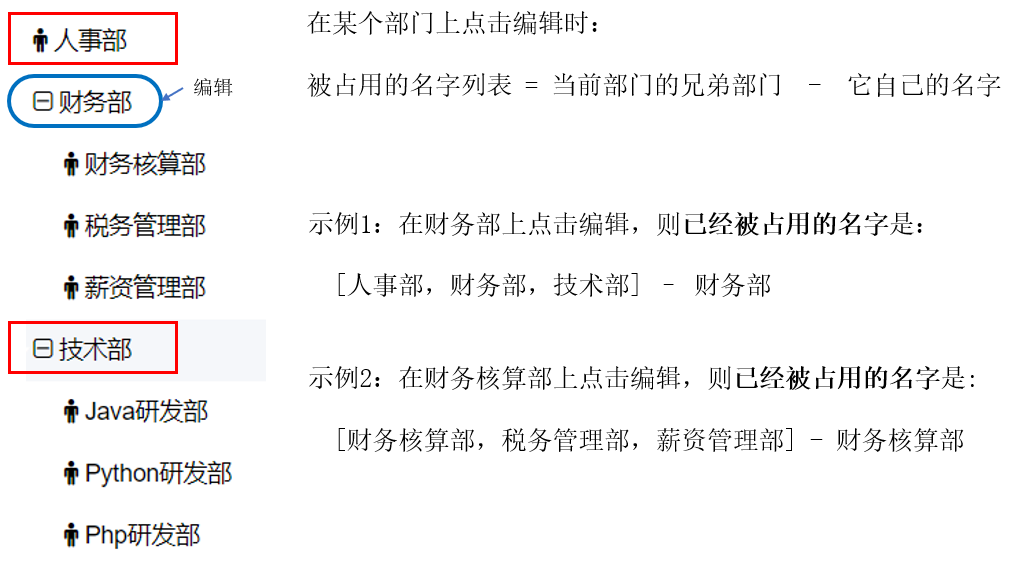 人事部
财务部
编辑
财务核算部
税务管理部
薪资管理部
技术部
Java研发部
Python研发部
Php研发部
在某个部门上点击编辑时：
被占用的名字列表 = 当前部门的兄弟部门 - 它自己的名字
示例1：在财务部上点击编辑，则已经被占用的名字是：
[人事部，财务部，技术部] - 财务部
示例2：在财务核算部上点击编辑，则已经被占用的名字是：
[财务核算部，税务管理部，薪资管理部] - 财务核算部